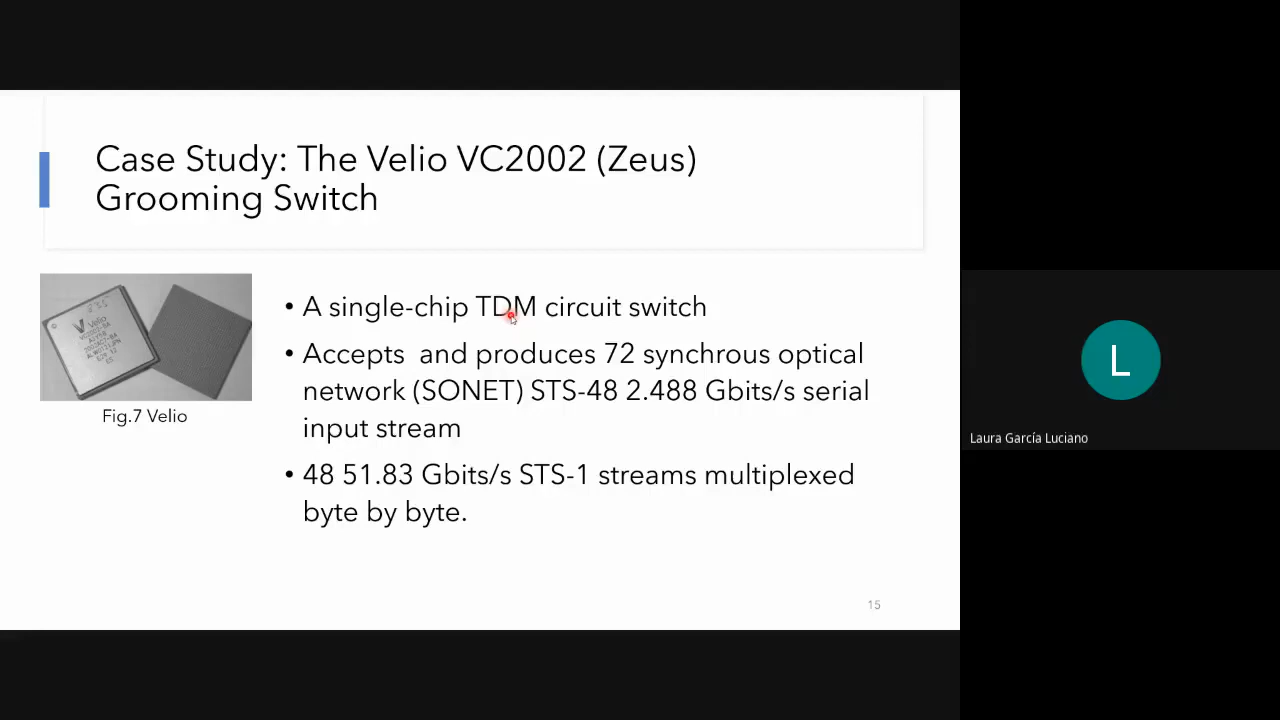 Case Study: The Velio VC2002 (Zeus)
Grooming Switch
Velio
Fig.7 Velio
• A single-chip TDM circuit switch
• Accepts and produces 72 synchrous optical
network (SONET) STS-48 2.488 Gbits/s serial
input stream
• 48 51.83 Gbits/s STS-1 streams multiplexed
byte by byte.
15
L
Laura García Luciano